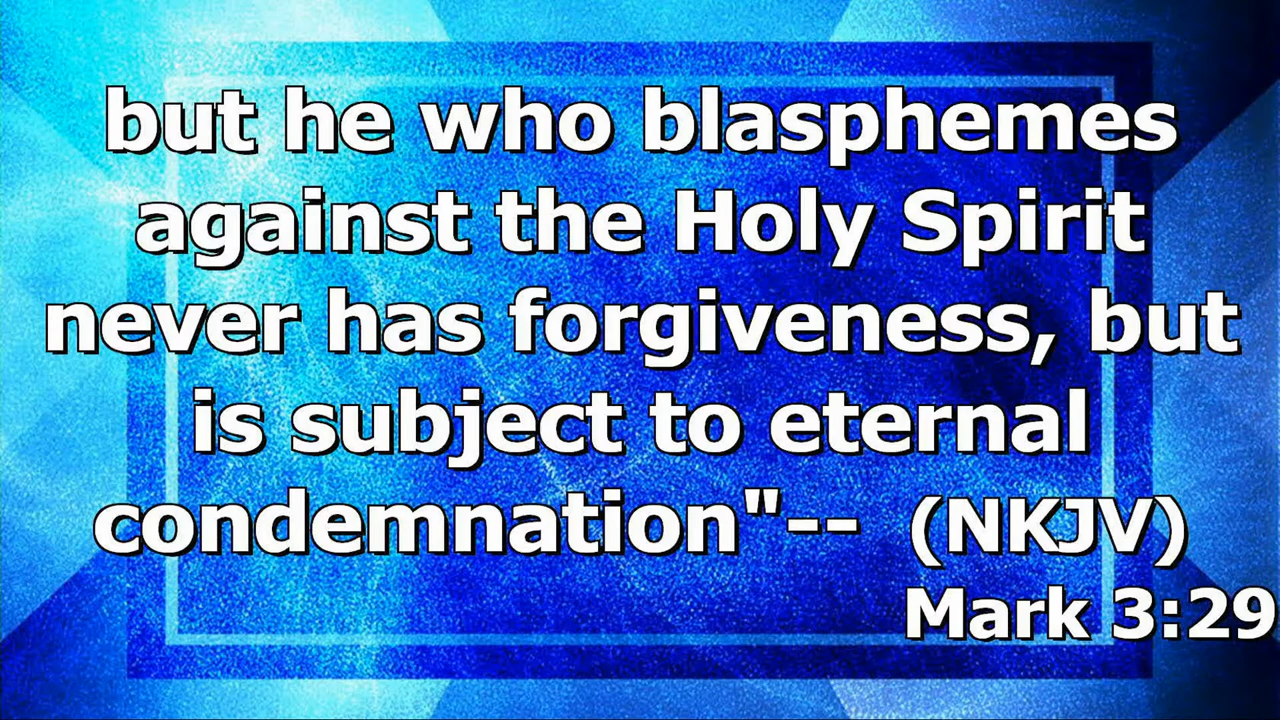 but he who blasphemes
against the Holy Spirit
never has forgiveness, but
is subject to eternal
condemnation"-- (NKJV)
Mark 3:29